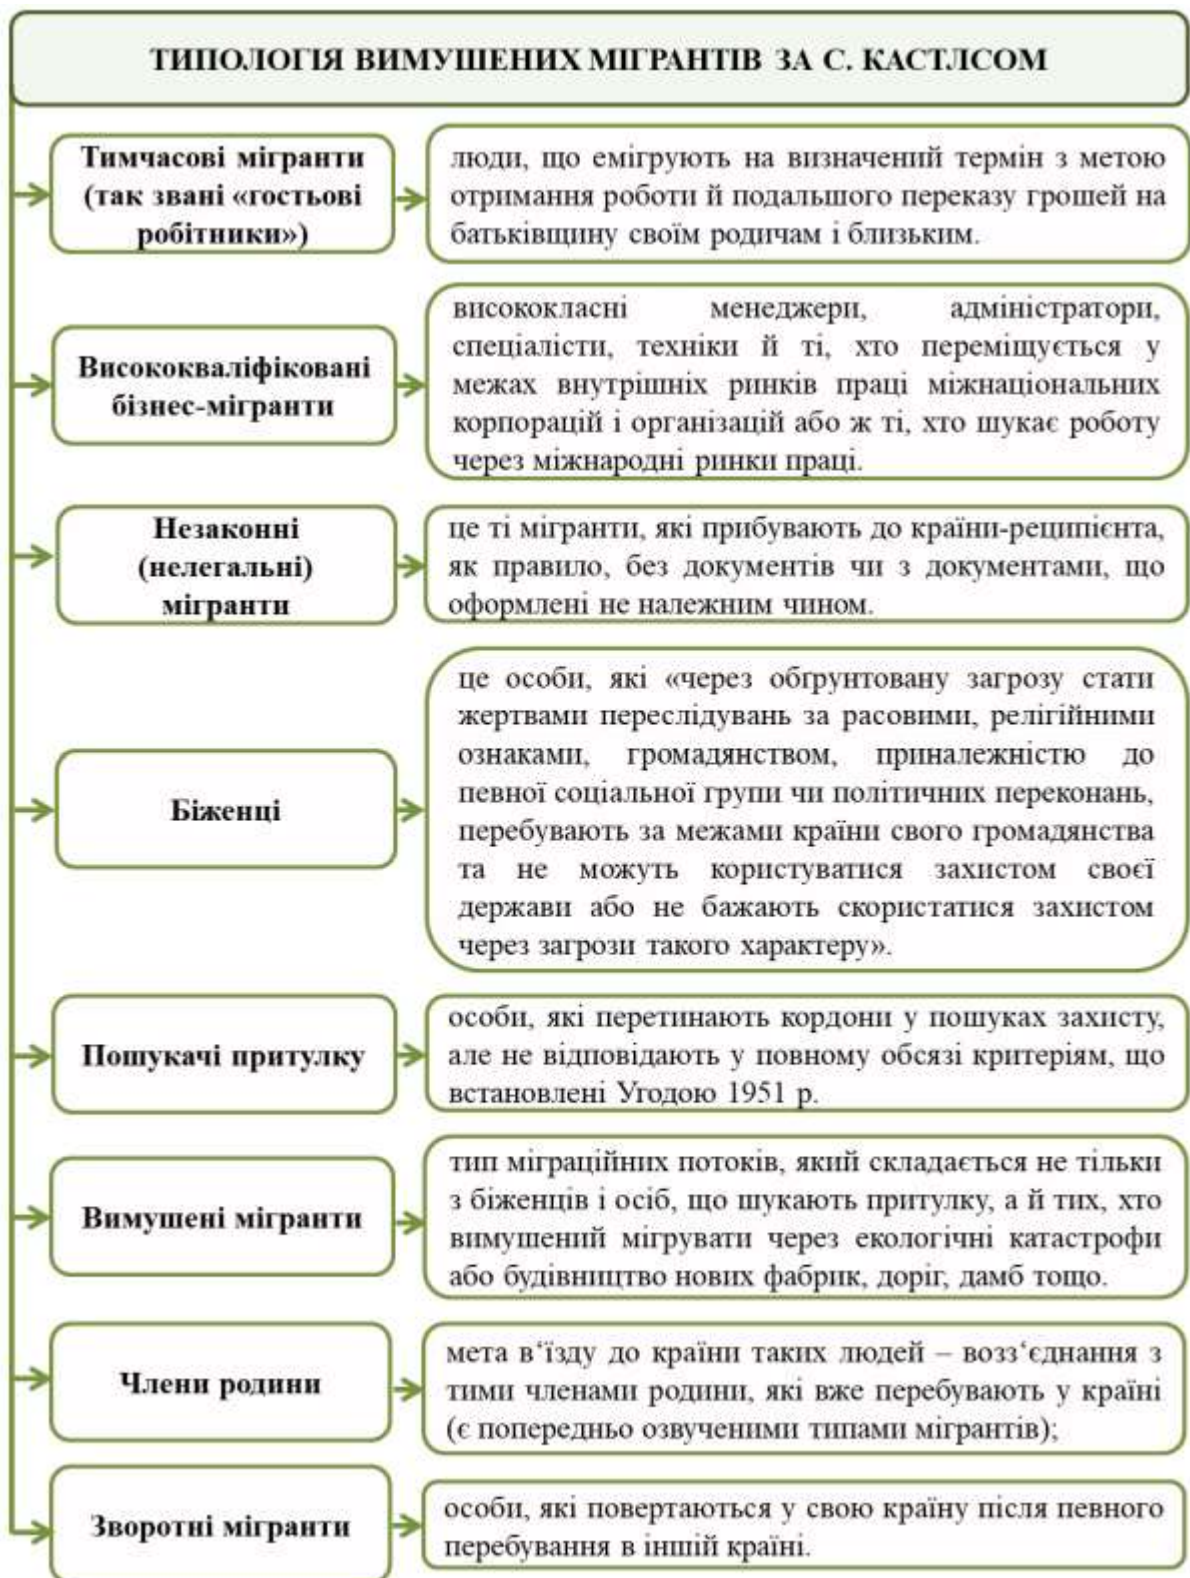 ТИПОЛОГІЯ ВИМУШЕНИХ МІГРАНТІВ ЗА С. КАСТЛСОМ
Тимчасові мігранти
(так звані «гостьові
робітники»)
люди, що емігрують на визначений термін з метою
отримання роботи й подальшого переказу грошей на
батьківщину своїм родичам і близьким.
Висококваліфіковані
бізнес-мігранти
висококласні менеджери, адміністратори,
спеціалісти, техніки й ті, хто переміщується у
межах внутрішніх ринків праці міжнаціональних
корпорацій і організацій або ж ті, хто шукає роботу
через міжнародні ринки праці.
Незаконні
(нелегальні)
мігранти
це ті мігранти, які прибувають до країни-реципієнта,
як правило, без документів чи з документами, що
оформлені не належним чином.
Біженці
це особи, які «через обґрунтовану загрозу стати
жертвами переслідувань за расовими, релігійними
ознаками, громадянством, приналежністю до
певної соціальної групи чи політичних переконань,
перебувають за межами країни свого громадянства
та не можуть користуватися захистом своєї
держави або не бажають скористатися захистом
через загрози такого характеру».
Пошукачі притулку
особи, які перетинають кордони у пошуках захисту,
але не відповідають у повному обсязі критеріям, що
встановлені Угодою 1951 р.
Вимушені мігранти
тип міграційних потоків, який складається не тільки
з біженців і осіб, що шукають притулку, а й тих, хто
вимушений мігрувати через екологічні катастрофи
або будівництво нових фабрик, доріг, дамб тощо.
Члени родини
мета в‘їзду до країни таких людей – возз‘єднання з
тими членами родини, які вже перебувають у країні
(є попередньо озвученими типами мігрантів);
Зворотні мігранти
особи, які повертаються у свою країну після певного
перебування в іншій країні.